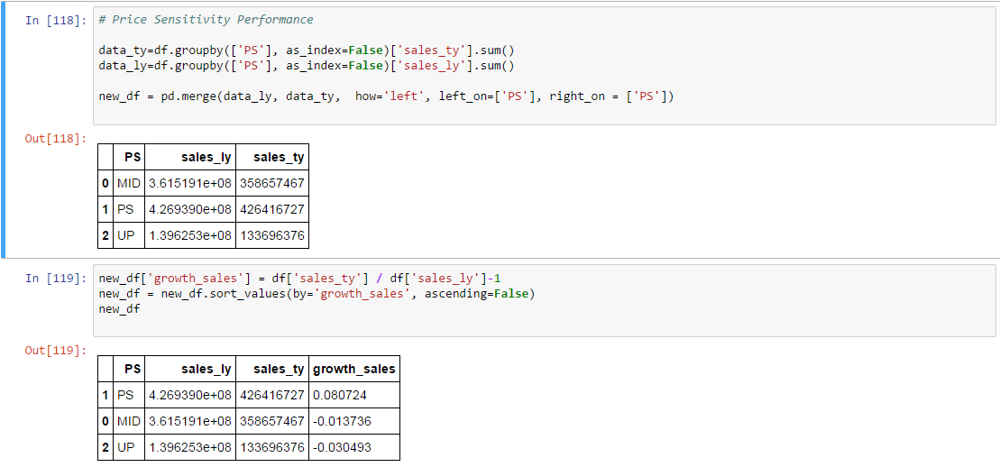 In [118]: # Price Sensitivity Performance
data_ty=df.groupby(['PS'], as_index=False)['sales_ty'].sum()
data_ly=df.groupby(['PS'], as_index=False)['sales_ly'].sum()
new_df = pd.merge(data_ly, data_ty,  how='left', left_on=['PS'], right_on = ['PS'])
Out[118]:
PS sales_ly sales_ty
0 MID 3.615191e+08 358657467
1 PS 4.269390e+08 426416727
2 UP 1.396253e+08 133696376
In [119]: new_df['growth_sales'] = df['sales_ty'] / df['sales_ly']-1
new_df = new_df.sort_values(by='growth_sales', ascending=False)
new_df
Out[119]:
PS sales_ly sales_ty growth_sales
1 PS 4.269390e+08 426416727 0.080724
0 MID 3.615191e+08 358657467 -0.013736
2 UP 1.396253e+08 133696376 -0.030493